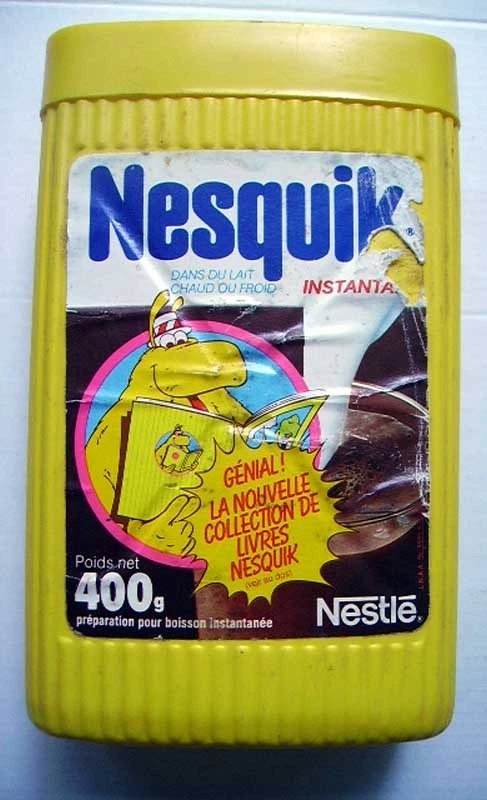 Nesquik
DANS DU LAIT
CHAUD OU FROID
INSTANTA
GÉNIAL!
LA NOUVELLE
COLLECTION DE
LIVRES
NESQUIK
(voir au dos)
Poids net
400g
préparation pour boisson instantanée
Nestlé